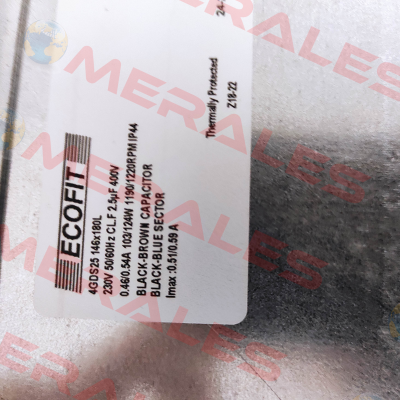 MERALES
ECOFIT
4GDS25 146x180L
230V 50/60Hz CL.F 2.5µF 400V
0.46/0.54A 103/124W 1190/1220RPM IP44
BLACK-BROWN CAPACITOR
BLACK-BLUE SECTOR
Imax :0.51/0.59 A
Thermally Protected
Z18-22
24-
MERALES
MERALES